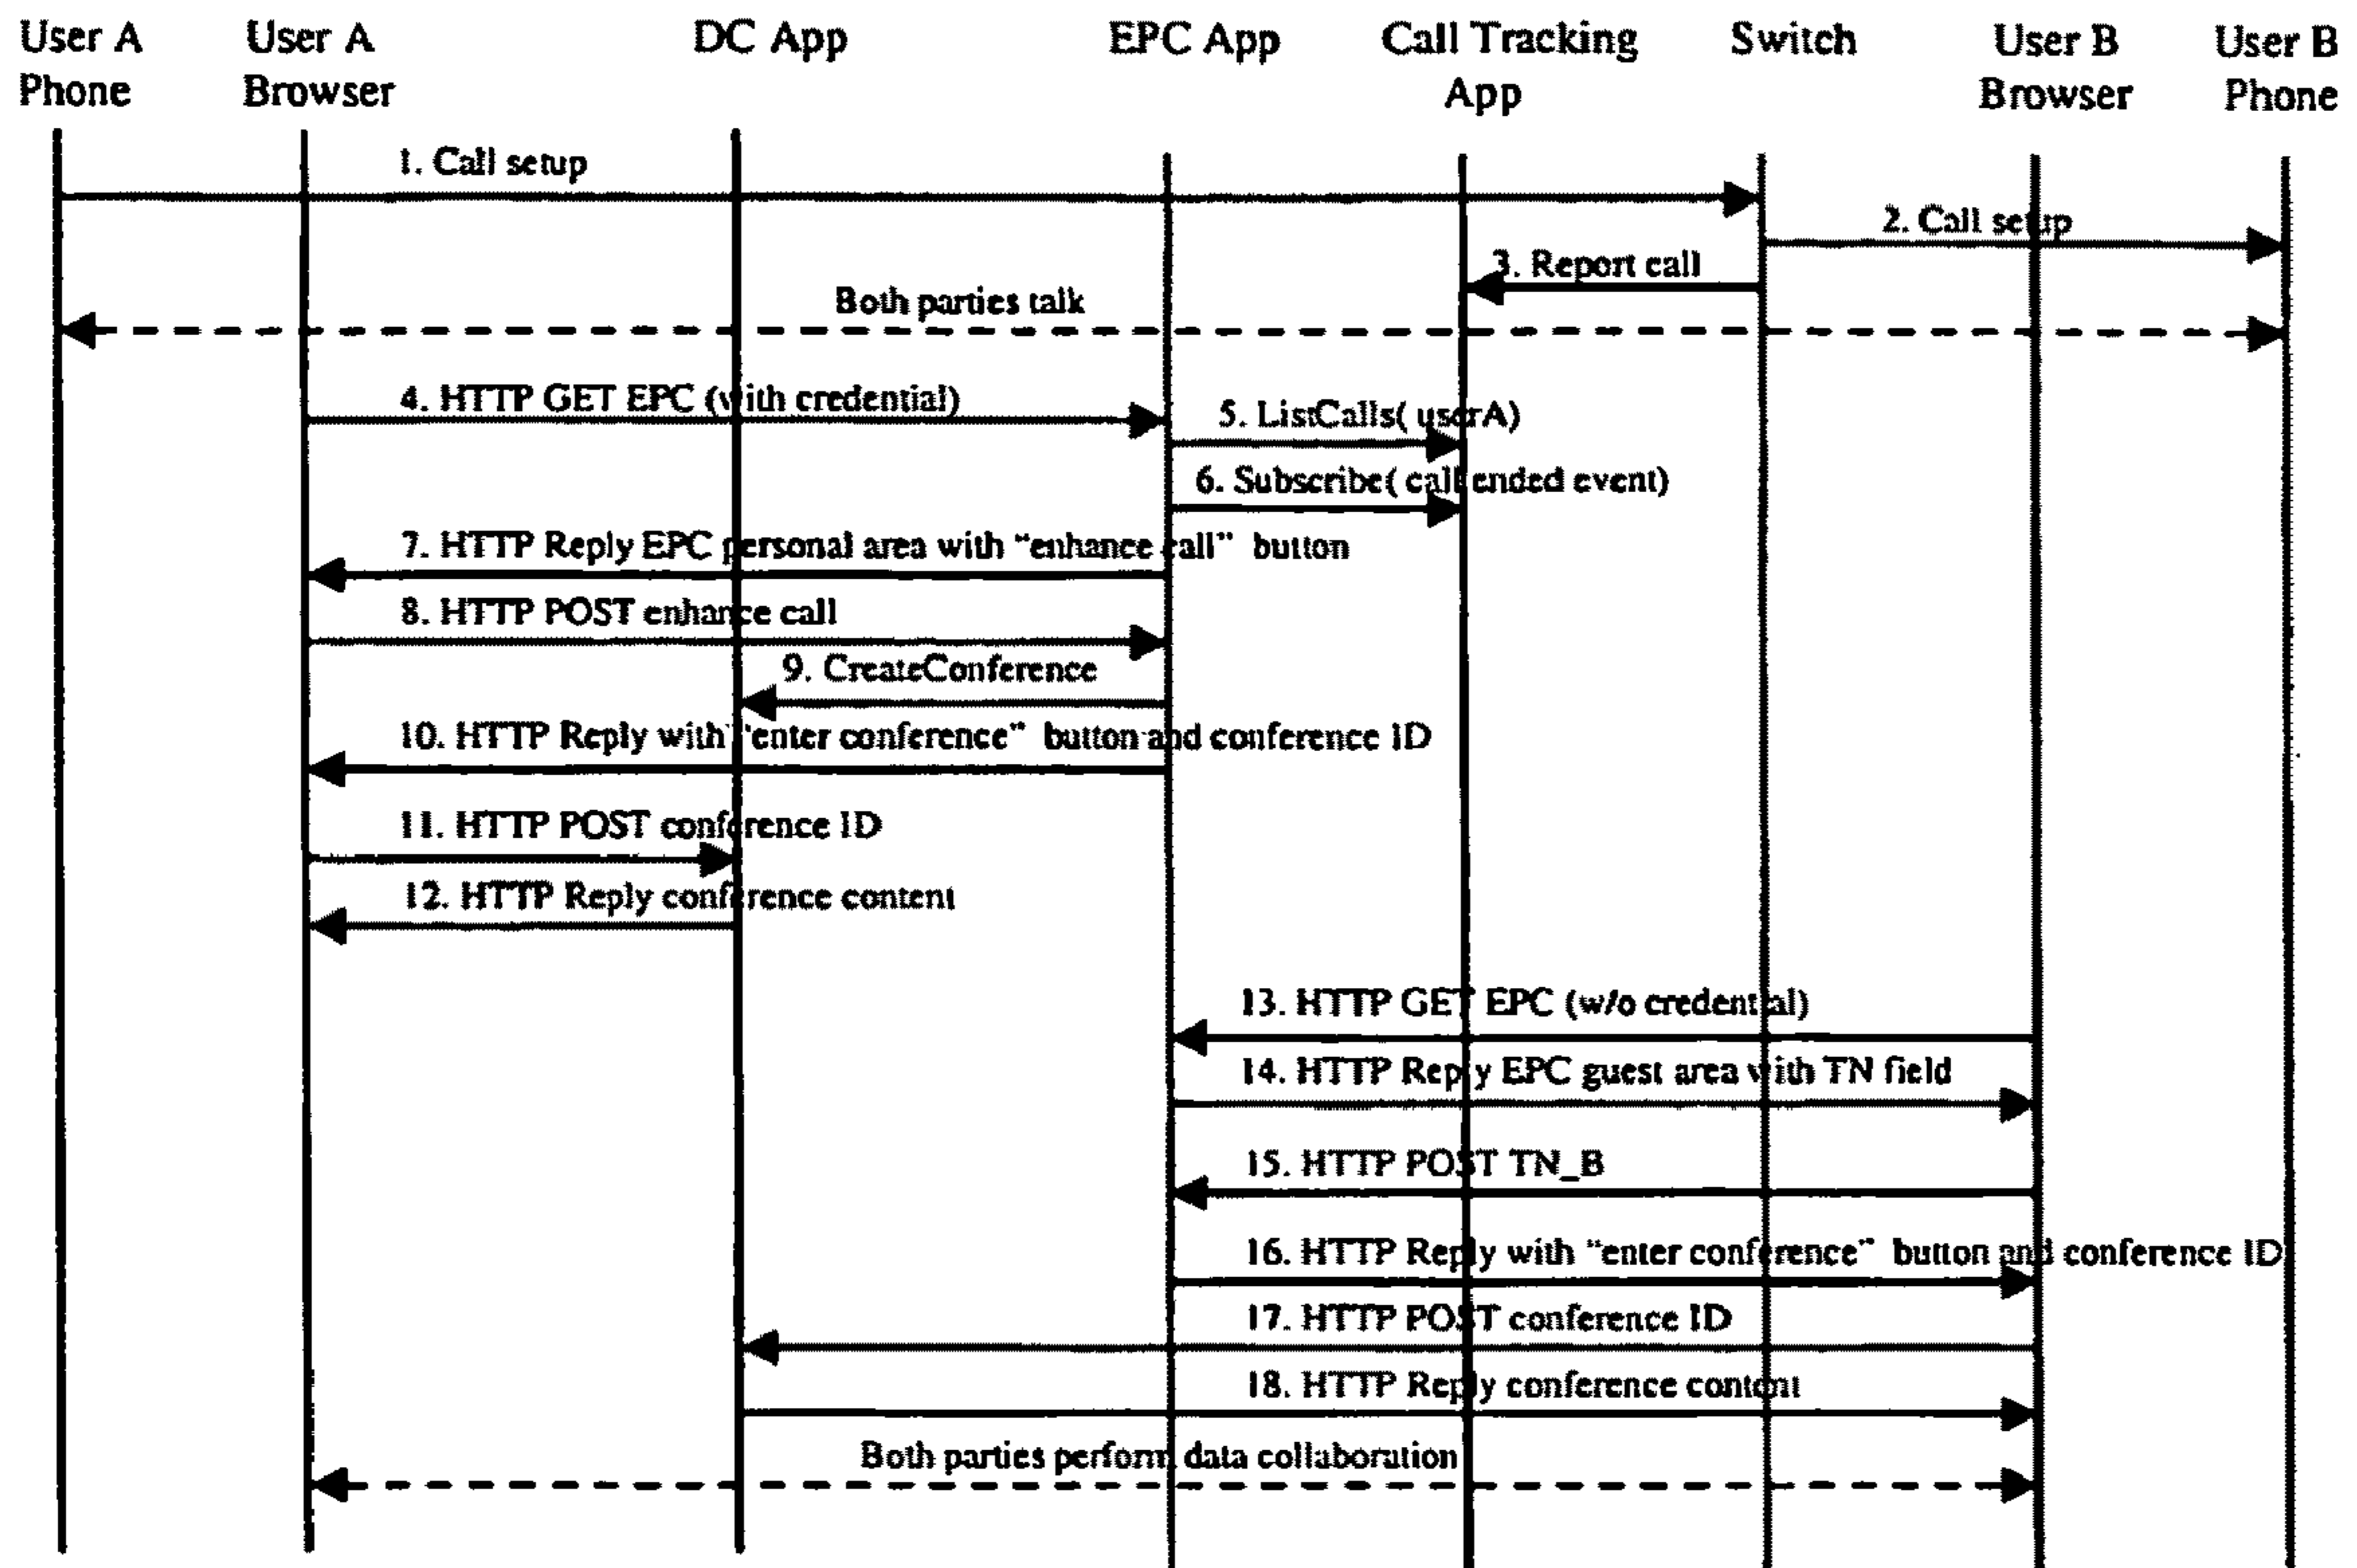 User A Phone
User A Browser
DC App
EPC App
Call Tracking App
Switch
User B Browser
User B Phone
1. Call setup
2. Call setup
3. Report call
Both parties talk
4. HTTP GET EPC (with credential)
5. ListCalls( userA)
6. Subscribe( call ended event)
7. HTTP Reply EPC personal area with “enhance call” button
8. HTTP POST enhance call
9. CreateConference
10. HTTP Reply with “enter conference” button and conference ID
11. HTTP POST conference ID
12. HTTP Reply conference content
13. HTTP GET EPC (w/o credential)
14. HTTP Reply EPC guest area with TN field
15. HTTP POST TN_B
16. HTTP Reply with “enter conference” button and conference ID
17. HTTP POST conference ID
18. HTTP Reply conference content
Both parties perform data collaboration